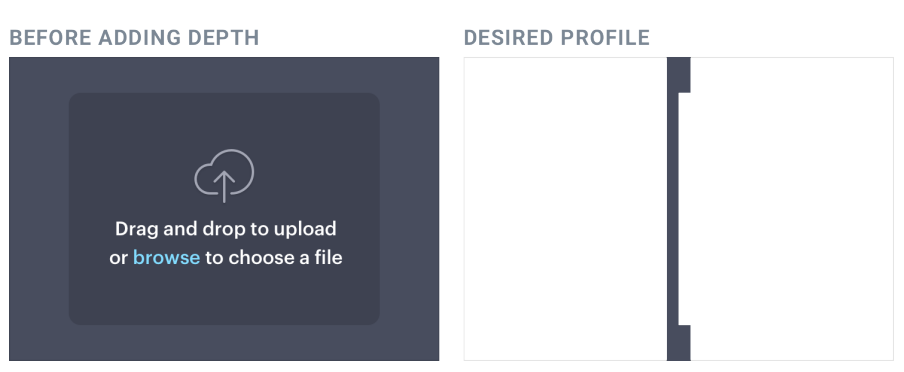 BEFORE ADDING DEPTH
DESIRED PROFILE
Drag and drop to upload
or browse to choose a file